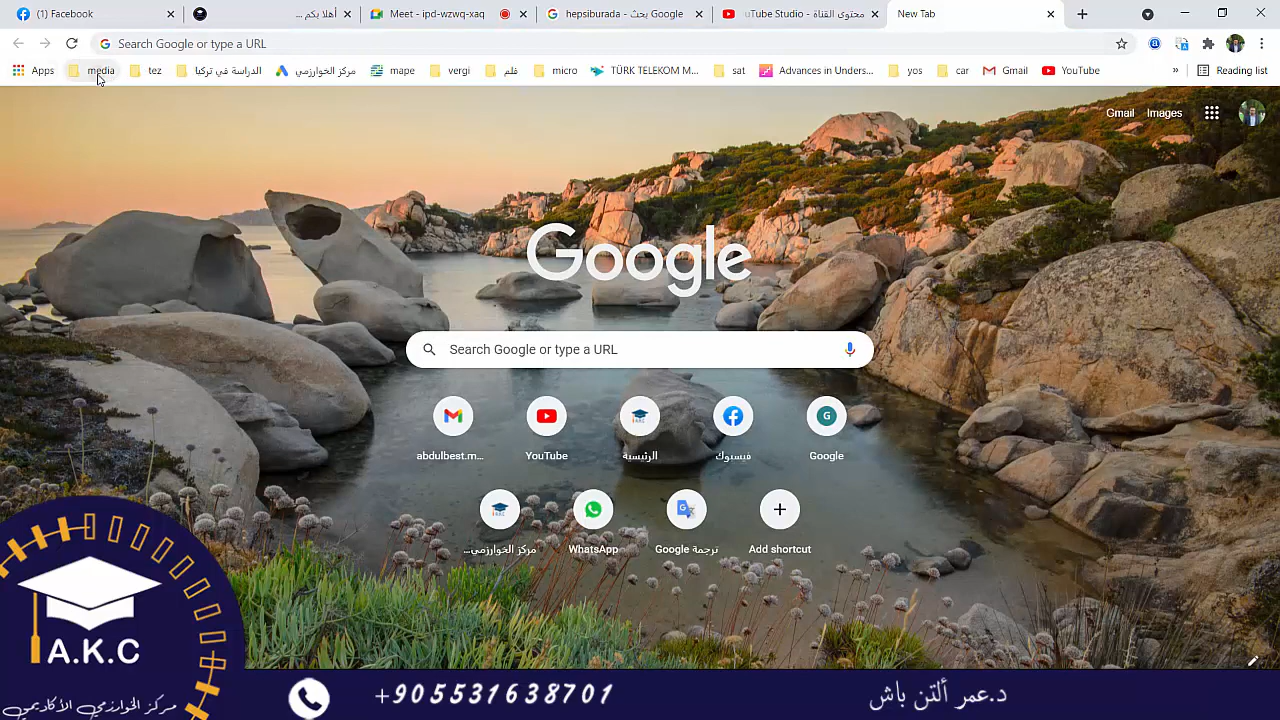 (1) Facebook
أهلا بكم ...
Meet - ipd-wzwq-xaq
hepsiburada - بحث Google
محتوى القناة - uTube Studio
New Tab
Search Google or type a URL
Apps
media
tez
الدراسة في تركيا
مركز الخوارزمي
mape
vergi
فلم
micro
TÜRK TELEKOM M...
sat
Advances in Unders...
yos
car
Gmail
YouTube
»
Reading list
Gmail
Images
Google
Search Google or type a URL
abdulbest.m...
YouTube
الرئيسية
فيسبوك
G
Google
مركز الخوارزمي...
WhatsApp
ترجمة Google
Add shortcut
A.K.C
مركز الخوارزمي الأكاديمي
+905531638701
د.عمر ألتن باش